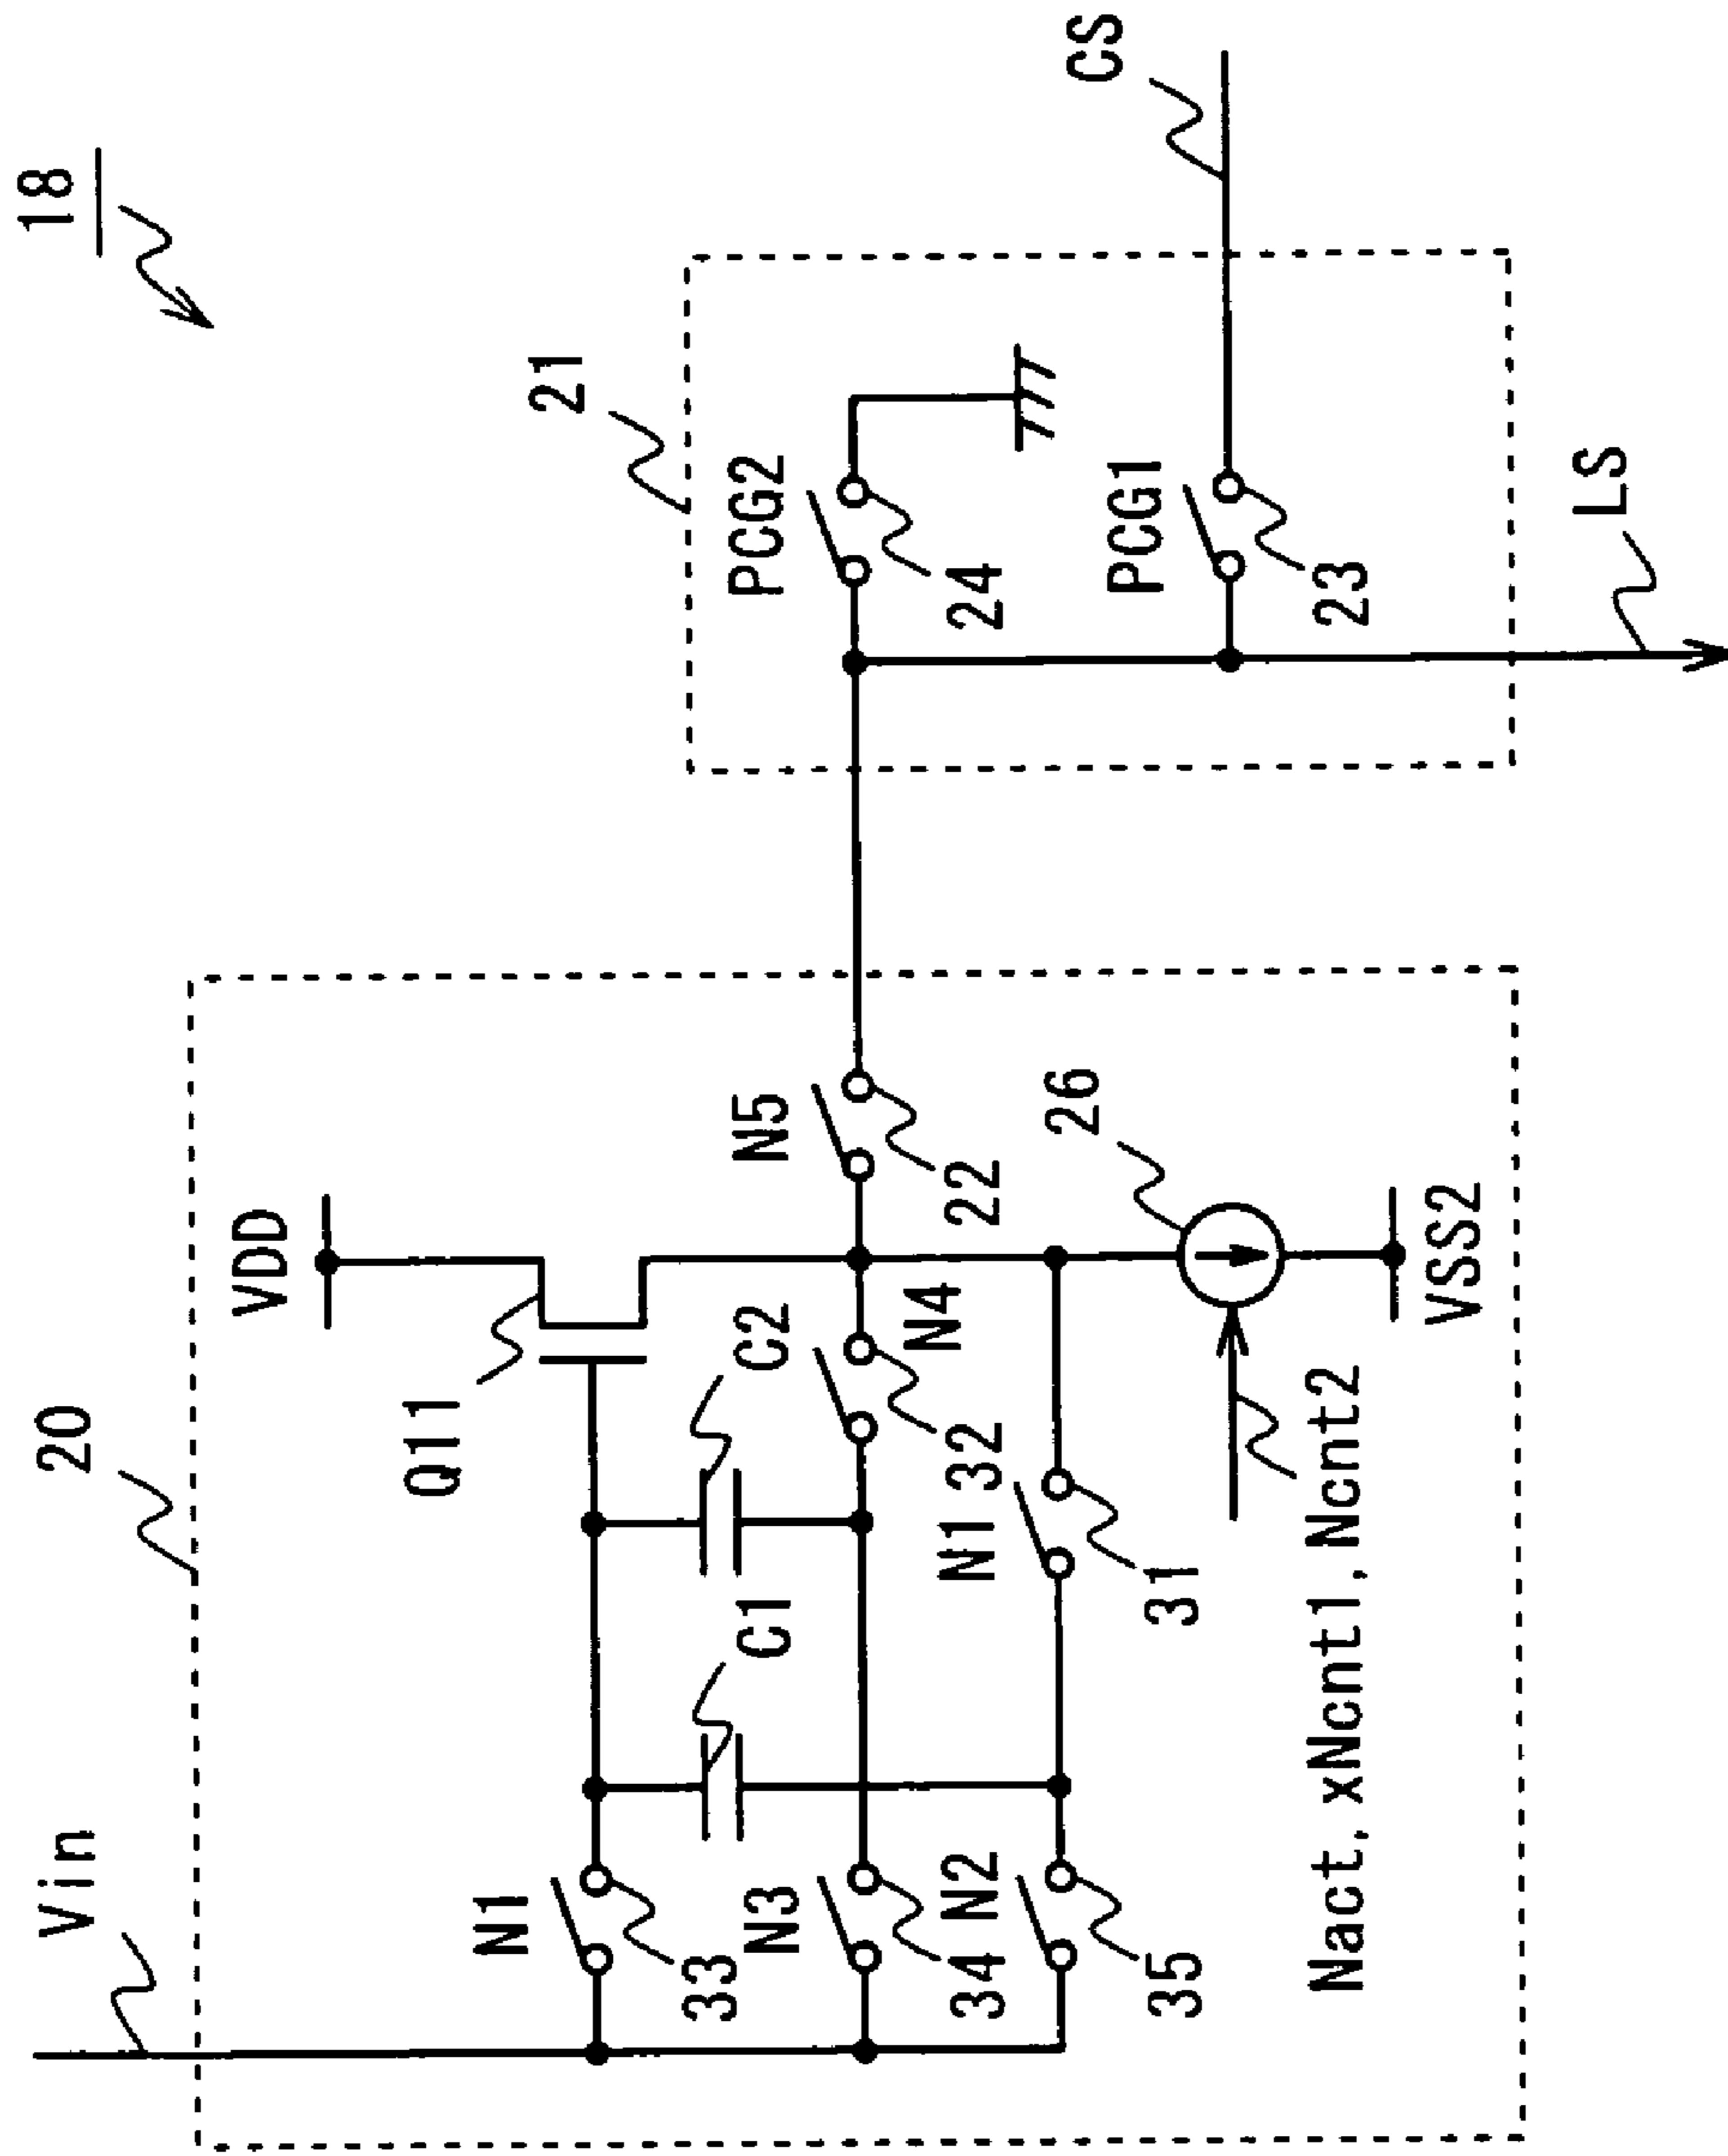 18
Vin
20
VDD
Q11
21
N1
33
C1
C2
N5
22
PCG2
24
CS
N3
34
N4
32
N2
35
N1
31
26
PCG1
23
Nact, xNcnt1, Ncnt2
VSS2
LS